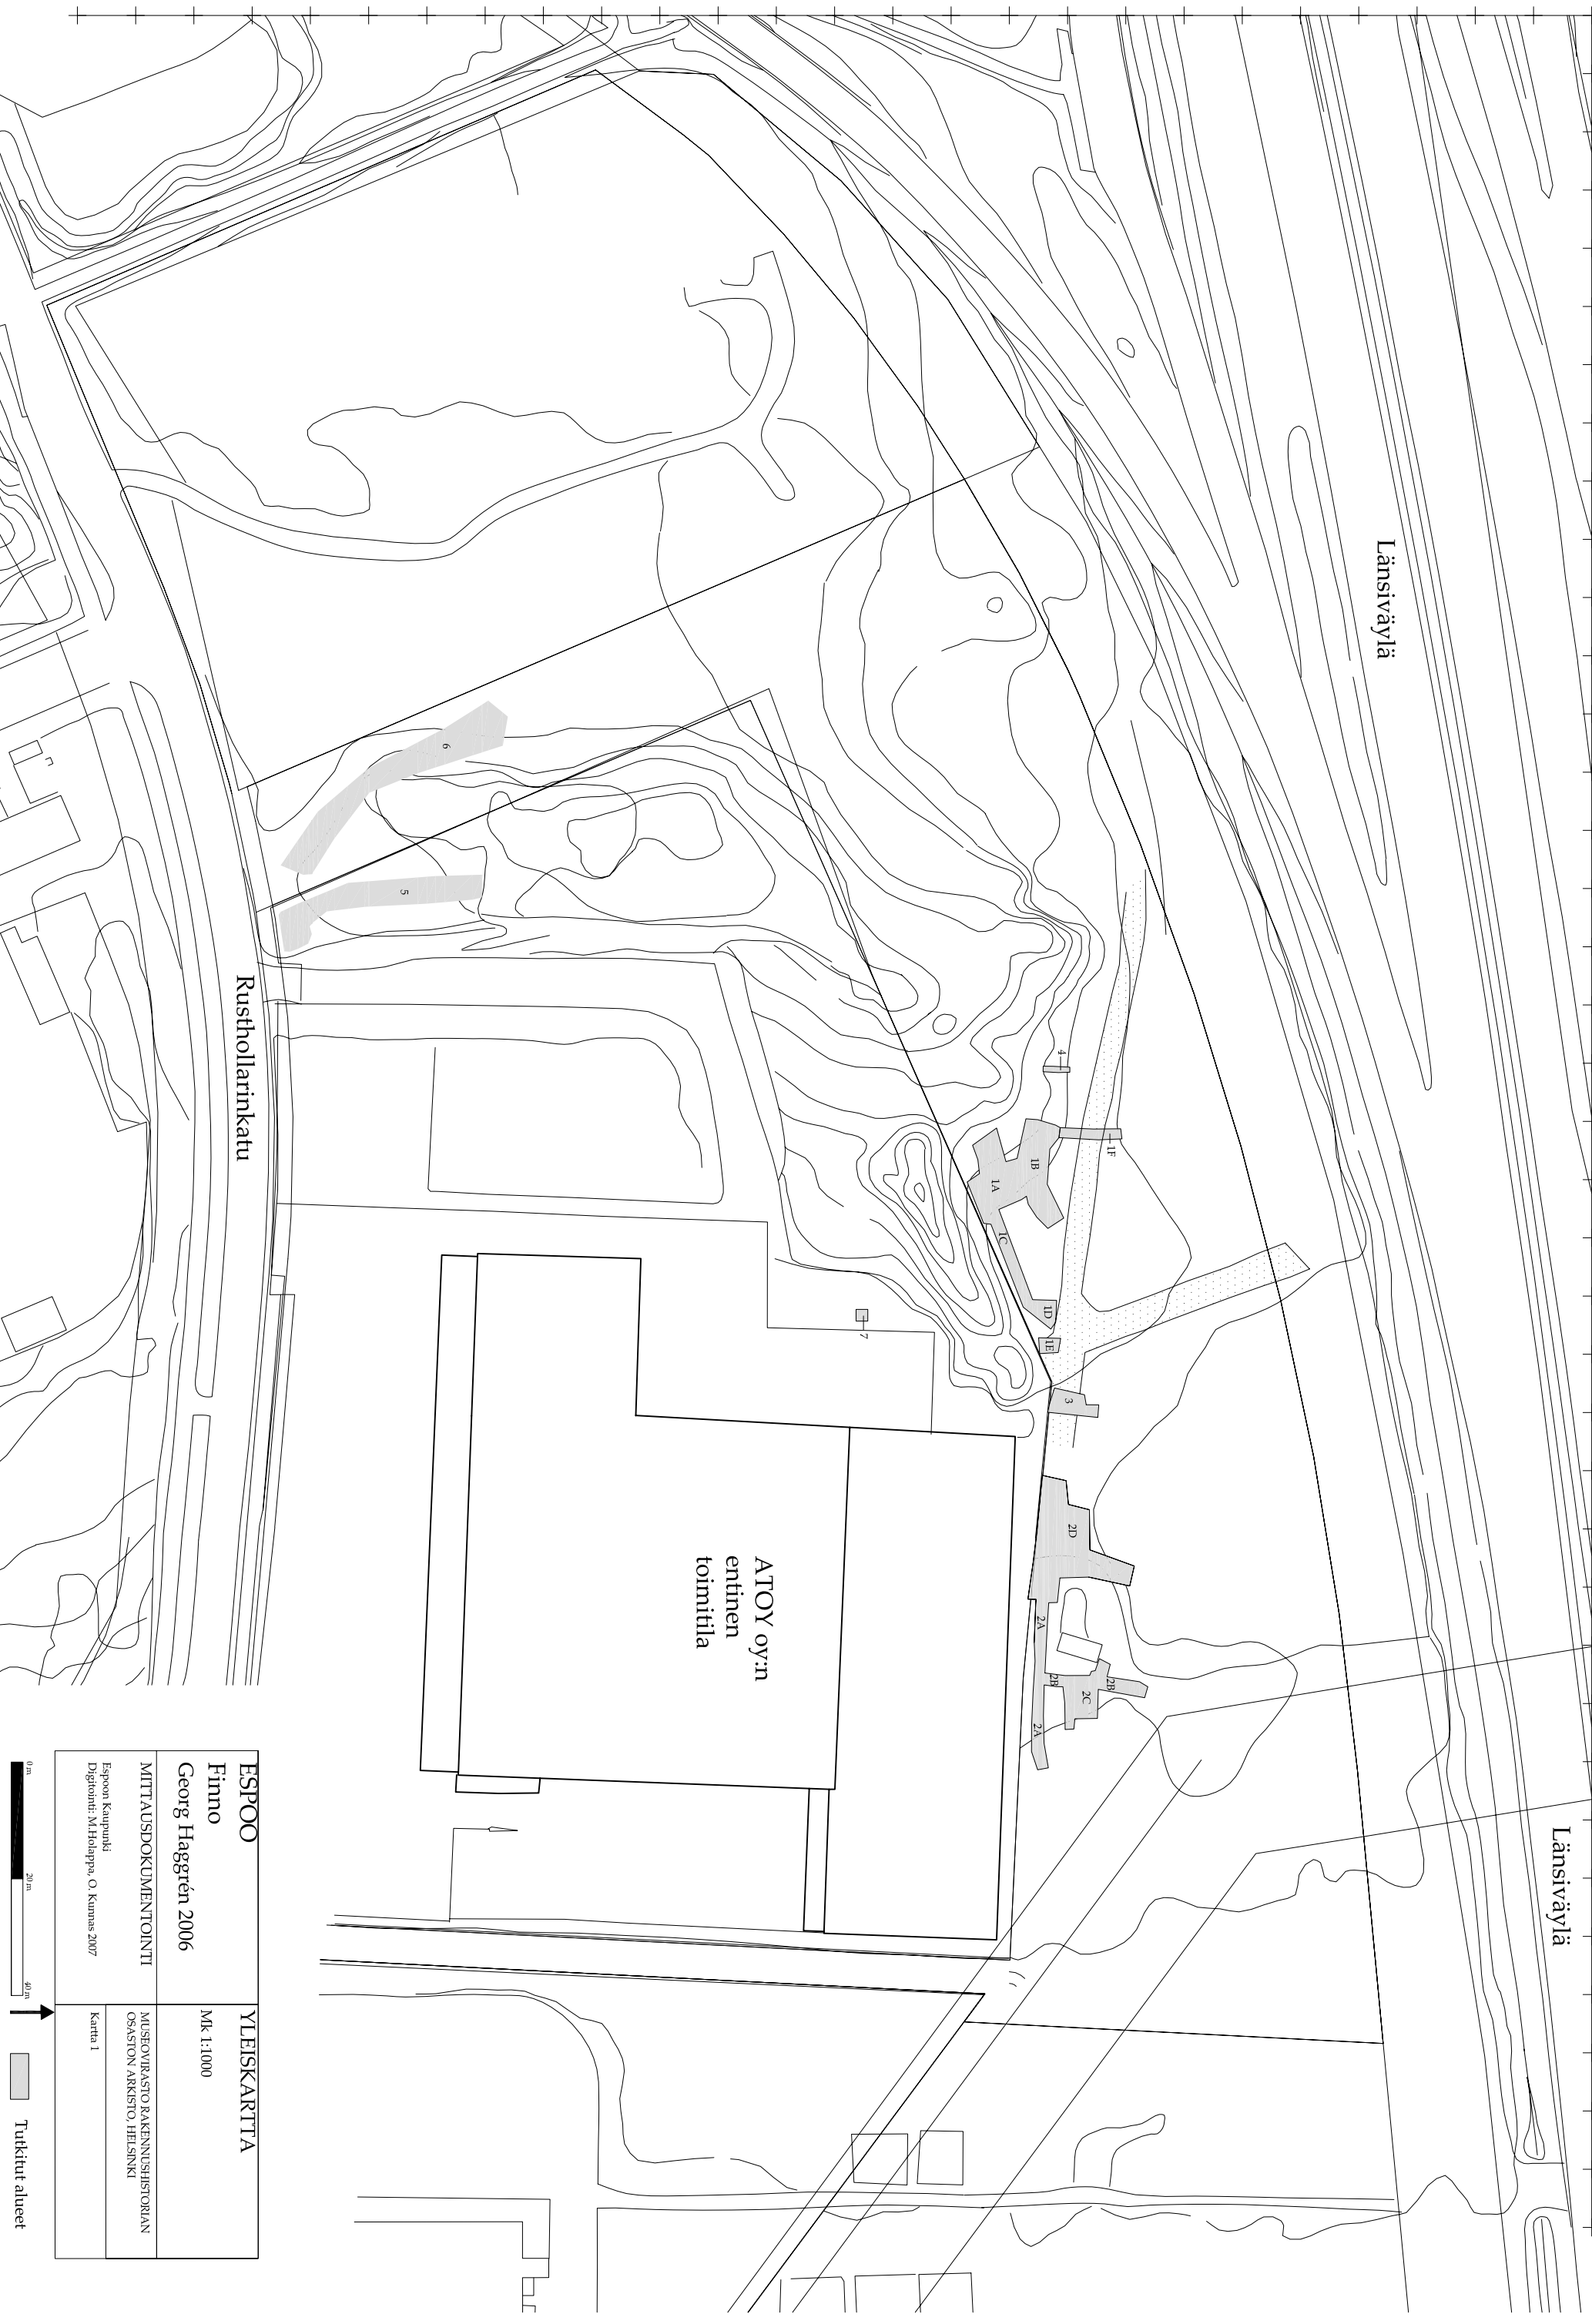 Länsiväylä
Länsiväylä
Rusthollarinkatu
ATOY oy:n
entinen
toimitila
6
5
4
1F
1B
1A
1C
1D
1E
7
3
2D
2A
2B
2B
2C
2A
ESPOO
Finno
Georg Haggrén 2006
MITTAUSDOKUMENTOINTI
Espoon Kaupunki
Digitointi: M.Holappa, O. Kunnas 2007
YLEISKARTTA
Mk 1:1000
MUSEOVIRASTO RAKENNUSHISTORIAN
OSASTON ARKISTO, HELSINKI
Kartta 1
0 m
20 m
40 m
Tutkitut alueet